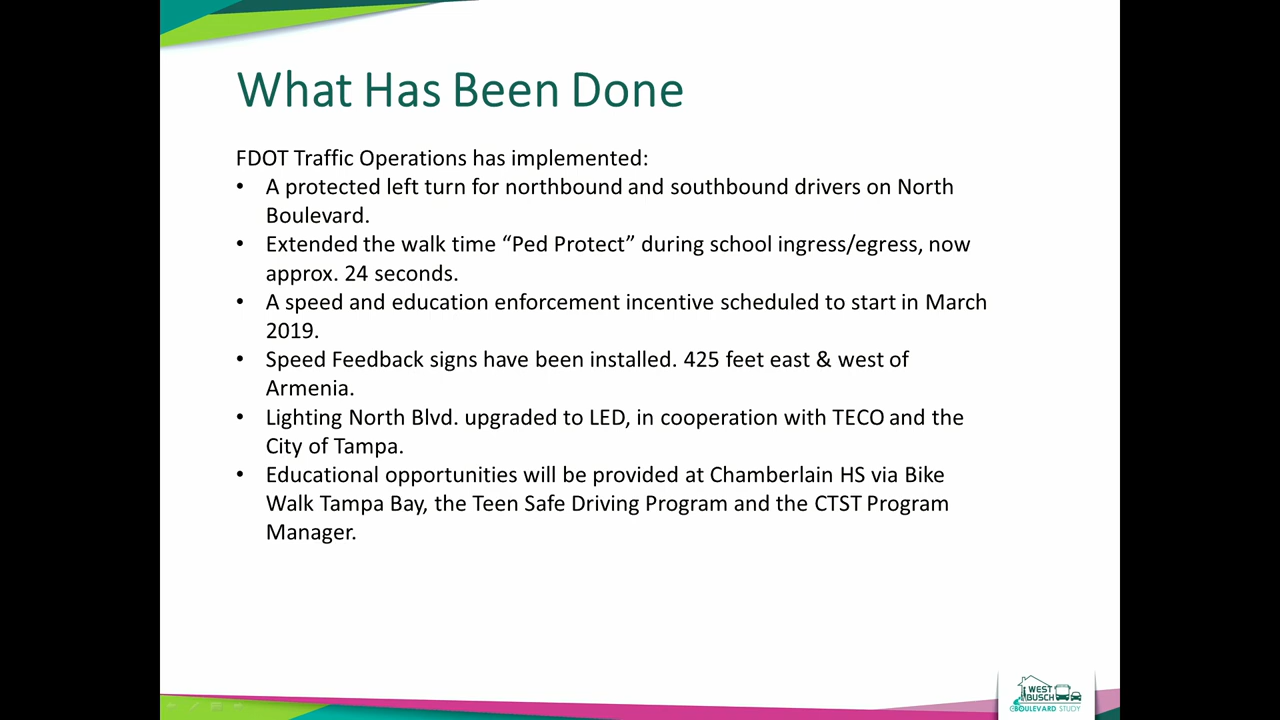 What Has Been Done
FDOT Traffic Operations has implemented:
• A protected left turn for northbound and southbound drivers on North
Boulevard.
• Extended the walk time “Ped Protect” during school ingress/egress, now
approx. 24 seconds.
• A speed and education enforcement incentive scheduled to start in March
2019.
• Speed Feedback signs have been installed. 425 feet east & west of
Armenia.
• Lighting North Blvd. upgraded to LED, in cooperation with TECO and the
City of Tampa.
• Educational opportunities will be provided at Chamberlain HS via Bike
Walk Tampa Bay, the Teen Safe Driving Program and the CTST Program
Manager.
WEST
BUSCH
BOULEVARD STUDY